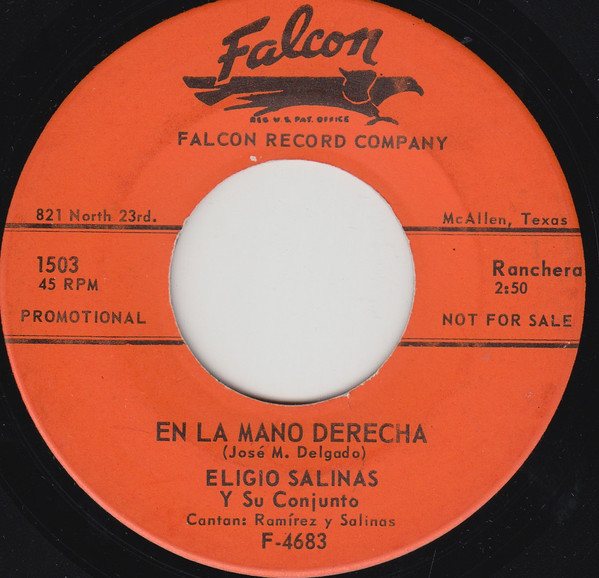 Falcon
REG U.S. PAT. OFFICE
FALCON RECORD COMPANY
821 North 23rd.
McAllen, Texas
1503
45 RPM
Ranchera
2:50
PROMOTIONAL
NOT FOR SALE
EN LA MANO DERECHA
(José M. Delgado)
ELIGIO SALINAS
Y Su Conjunto
Cantan: Ramírez y Salinas
F-4683